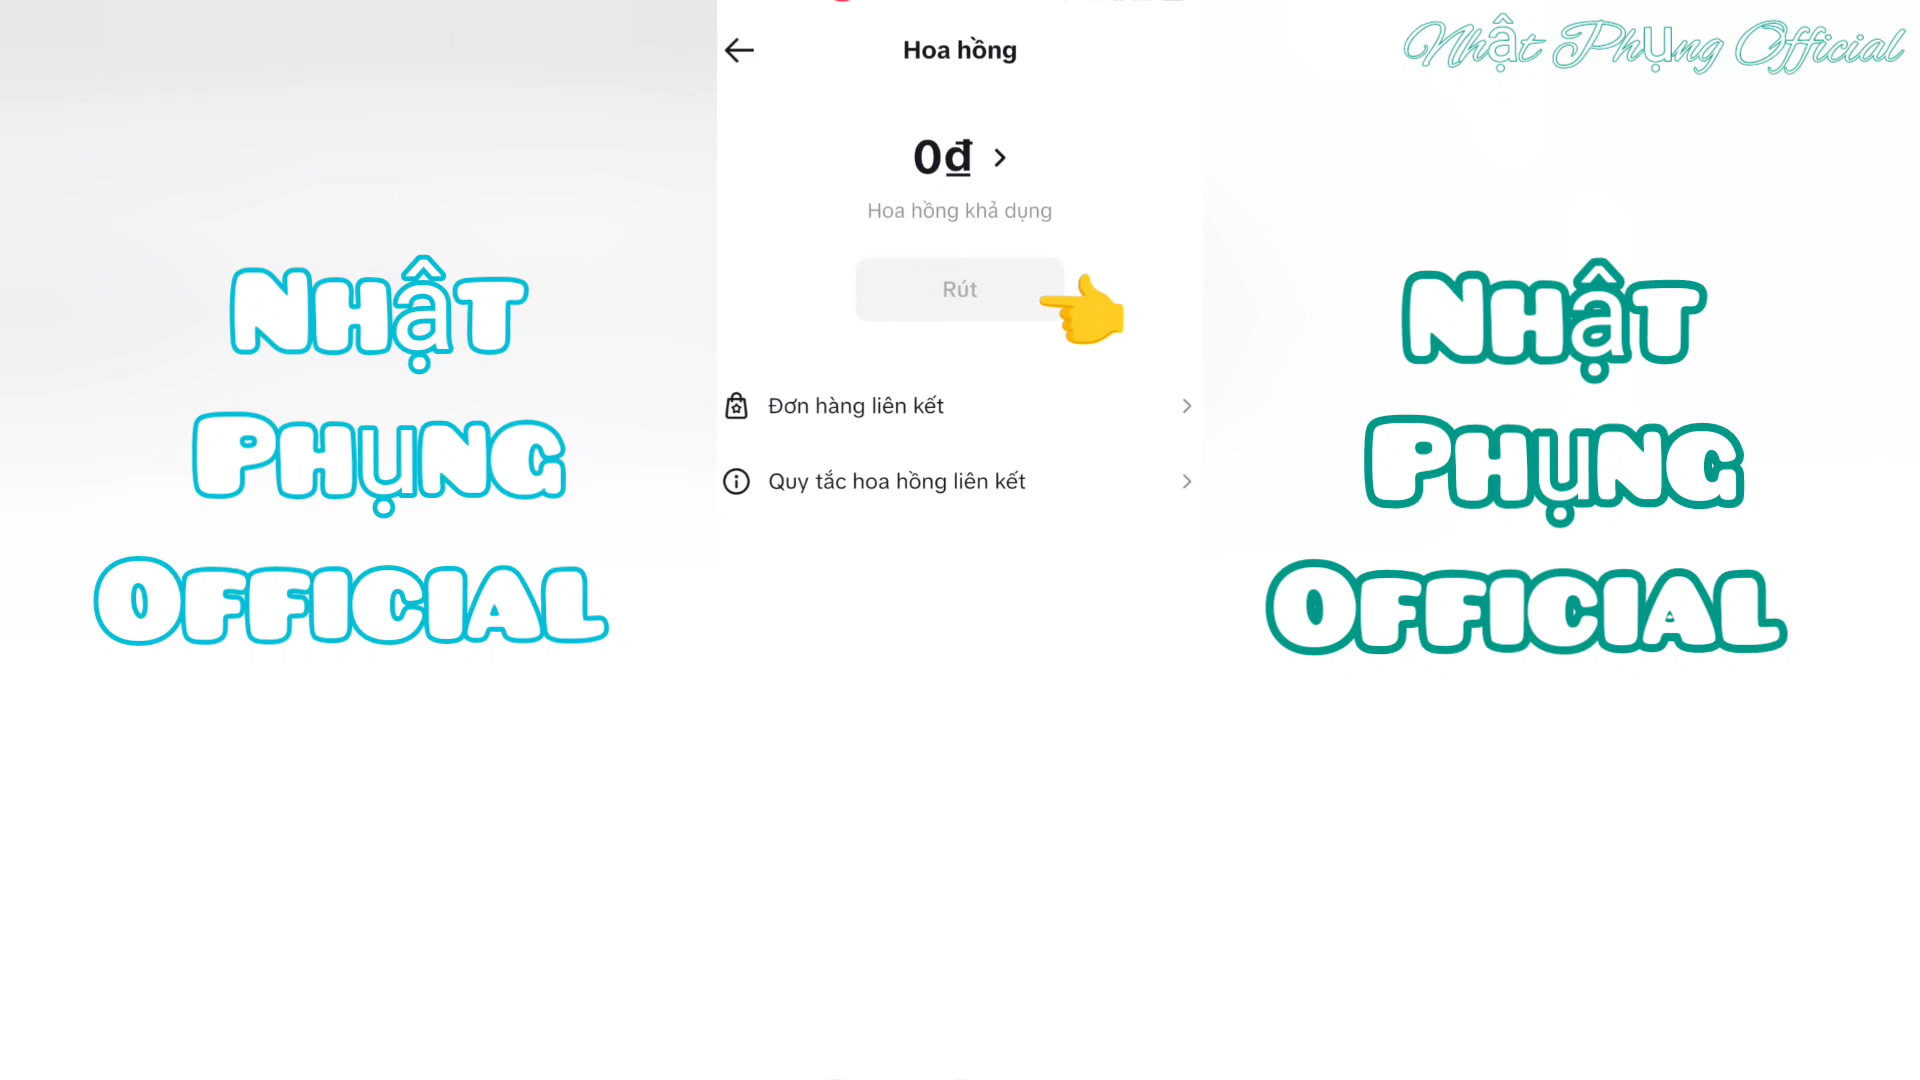 Nhật Phụng Official
Hoa hồng
0₫
Hoa hồng khả dụng
Rút
Đơn hàng liên kết
Quy tắc hoa hồng liên kết
Nhật
Phụng
Official
Nhật
Phụng
Official